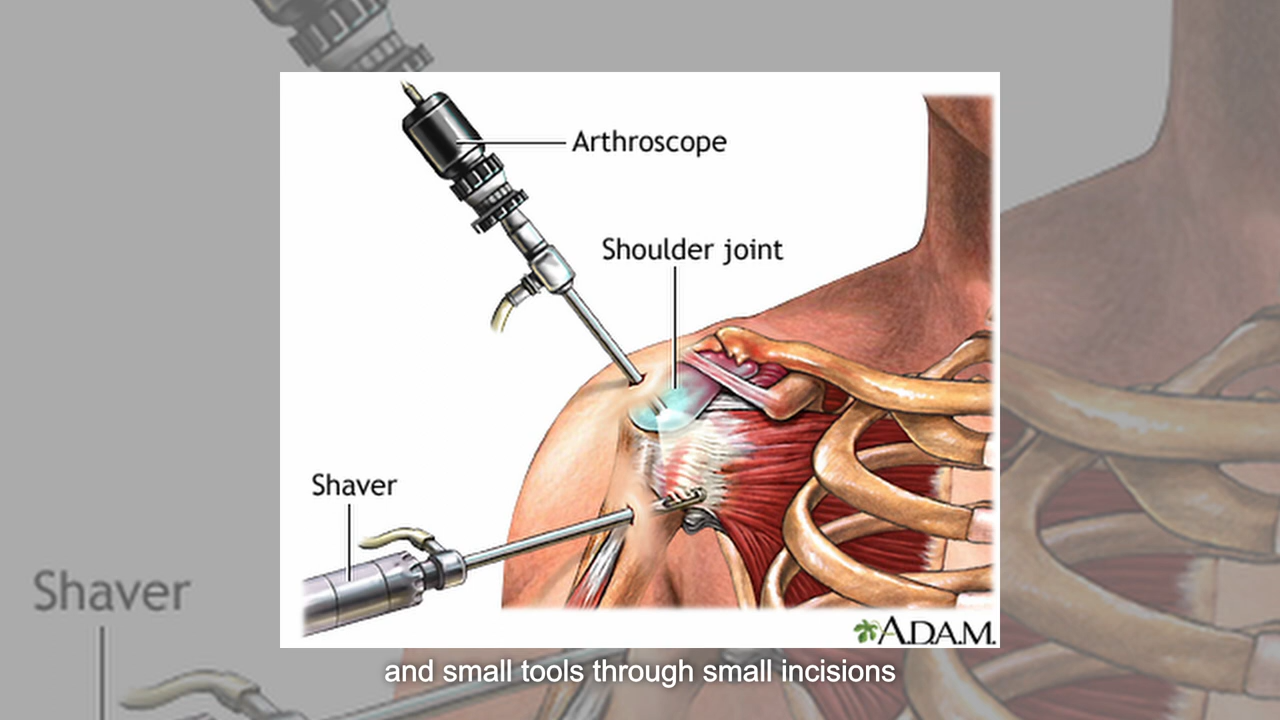 Arthroscope
Shoulder joint
Shaver
Shaver
A.D.A.M.
and small tools through small incisions